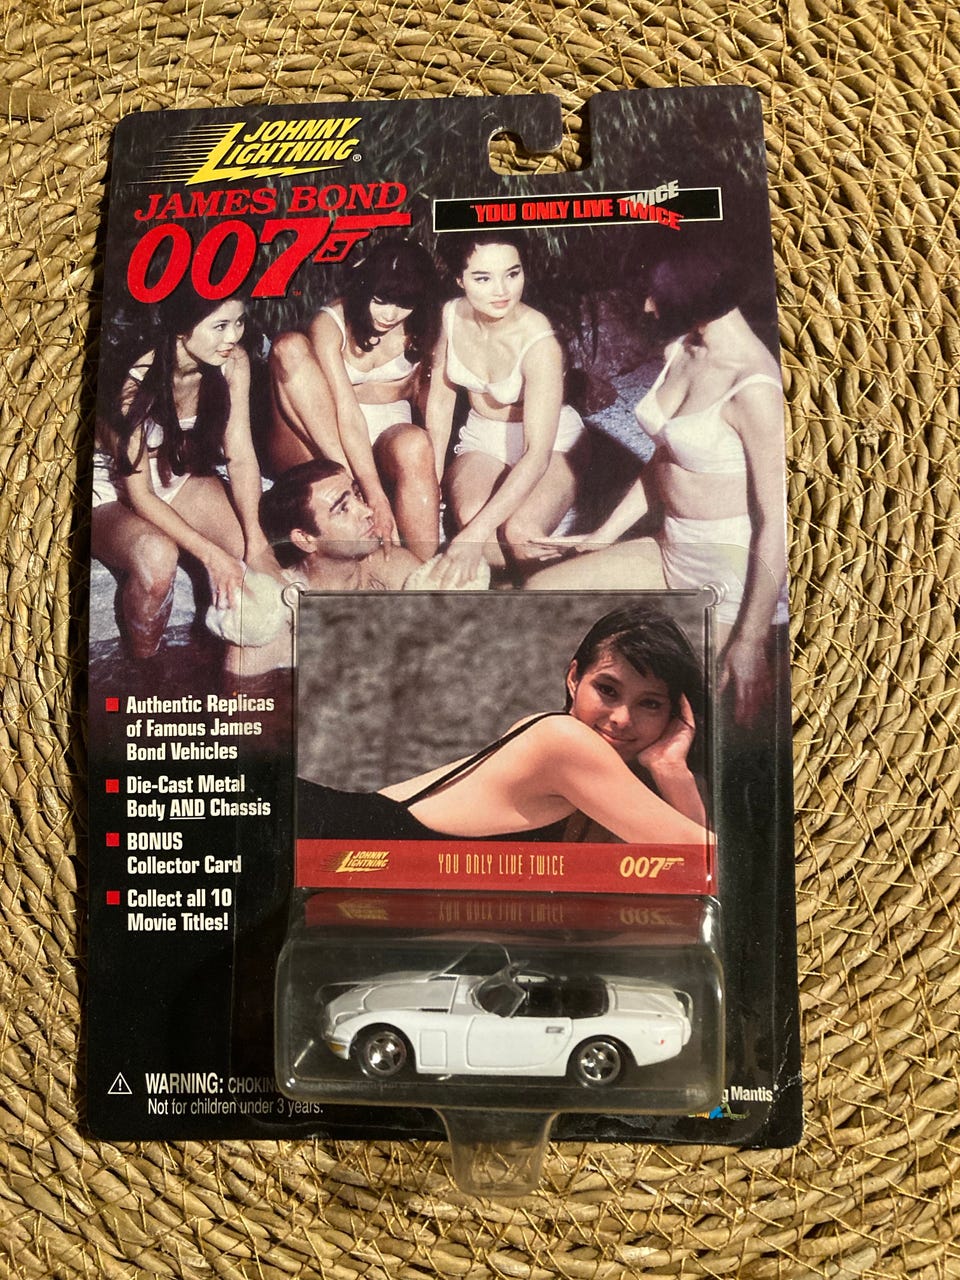 JOHNNY
LIGHTNING®
JAMES BOND
007
"YOU ONLY LIVE TWICE"
TWICE
Authentic Replicas
of Famous James
Bond Vehicles
Die-Cast Metal
Body AND Chassis
BONUS
Collector Card
Collect all 10
Movie Titles!
JOHNNY
LIGHTNING
YOU ONLY LIVE TWICE
007
WARNING:
Not for children under 3 years.
Mantis